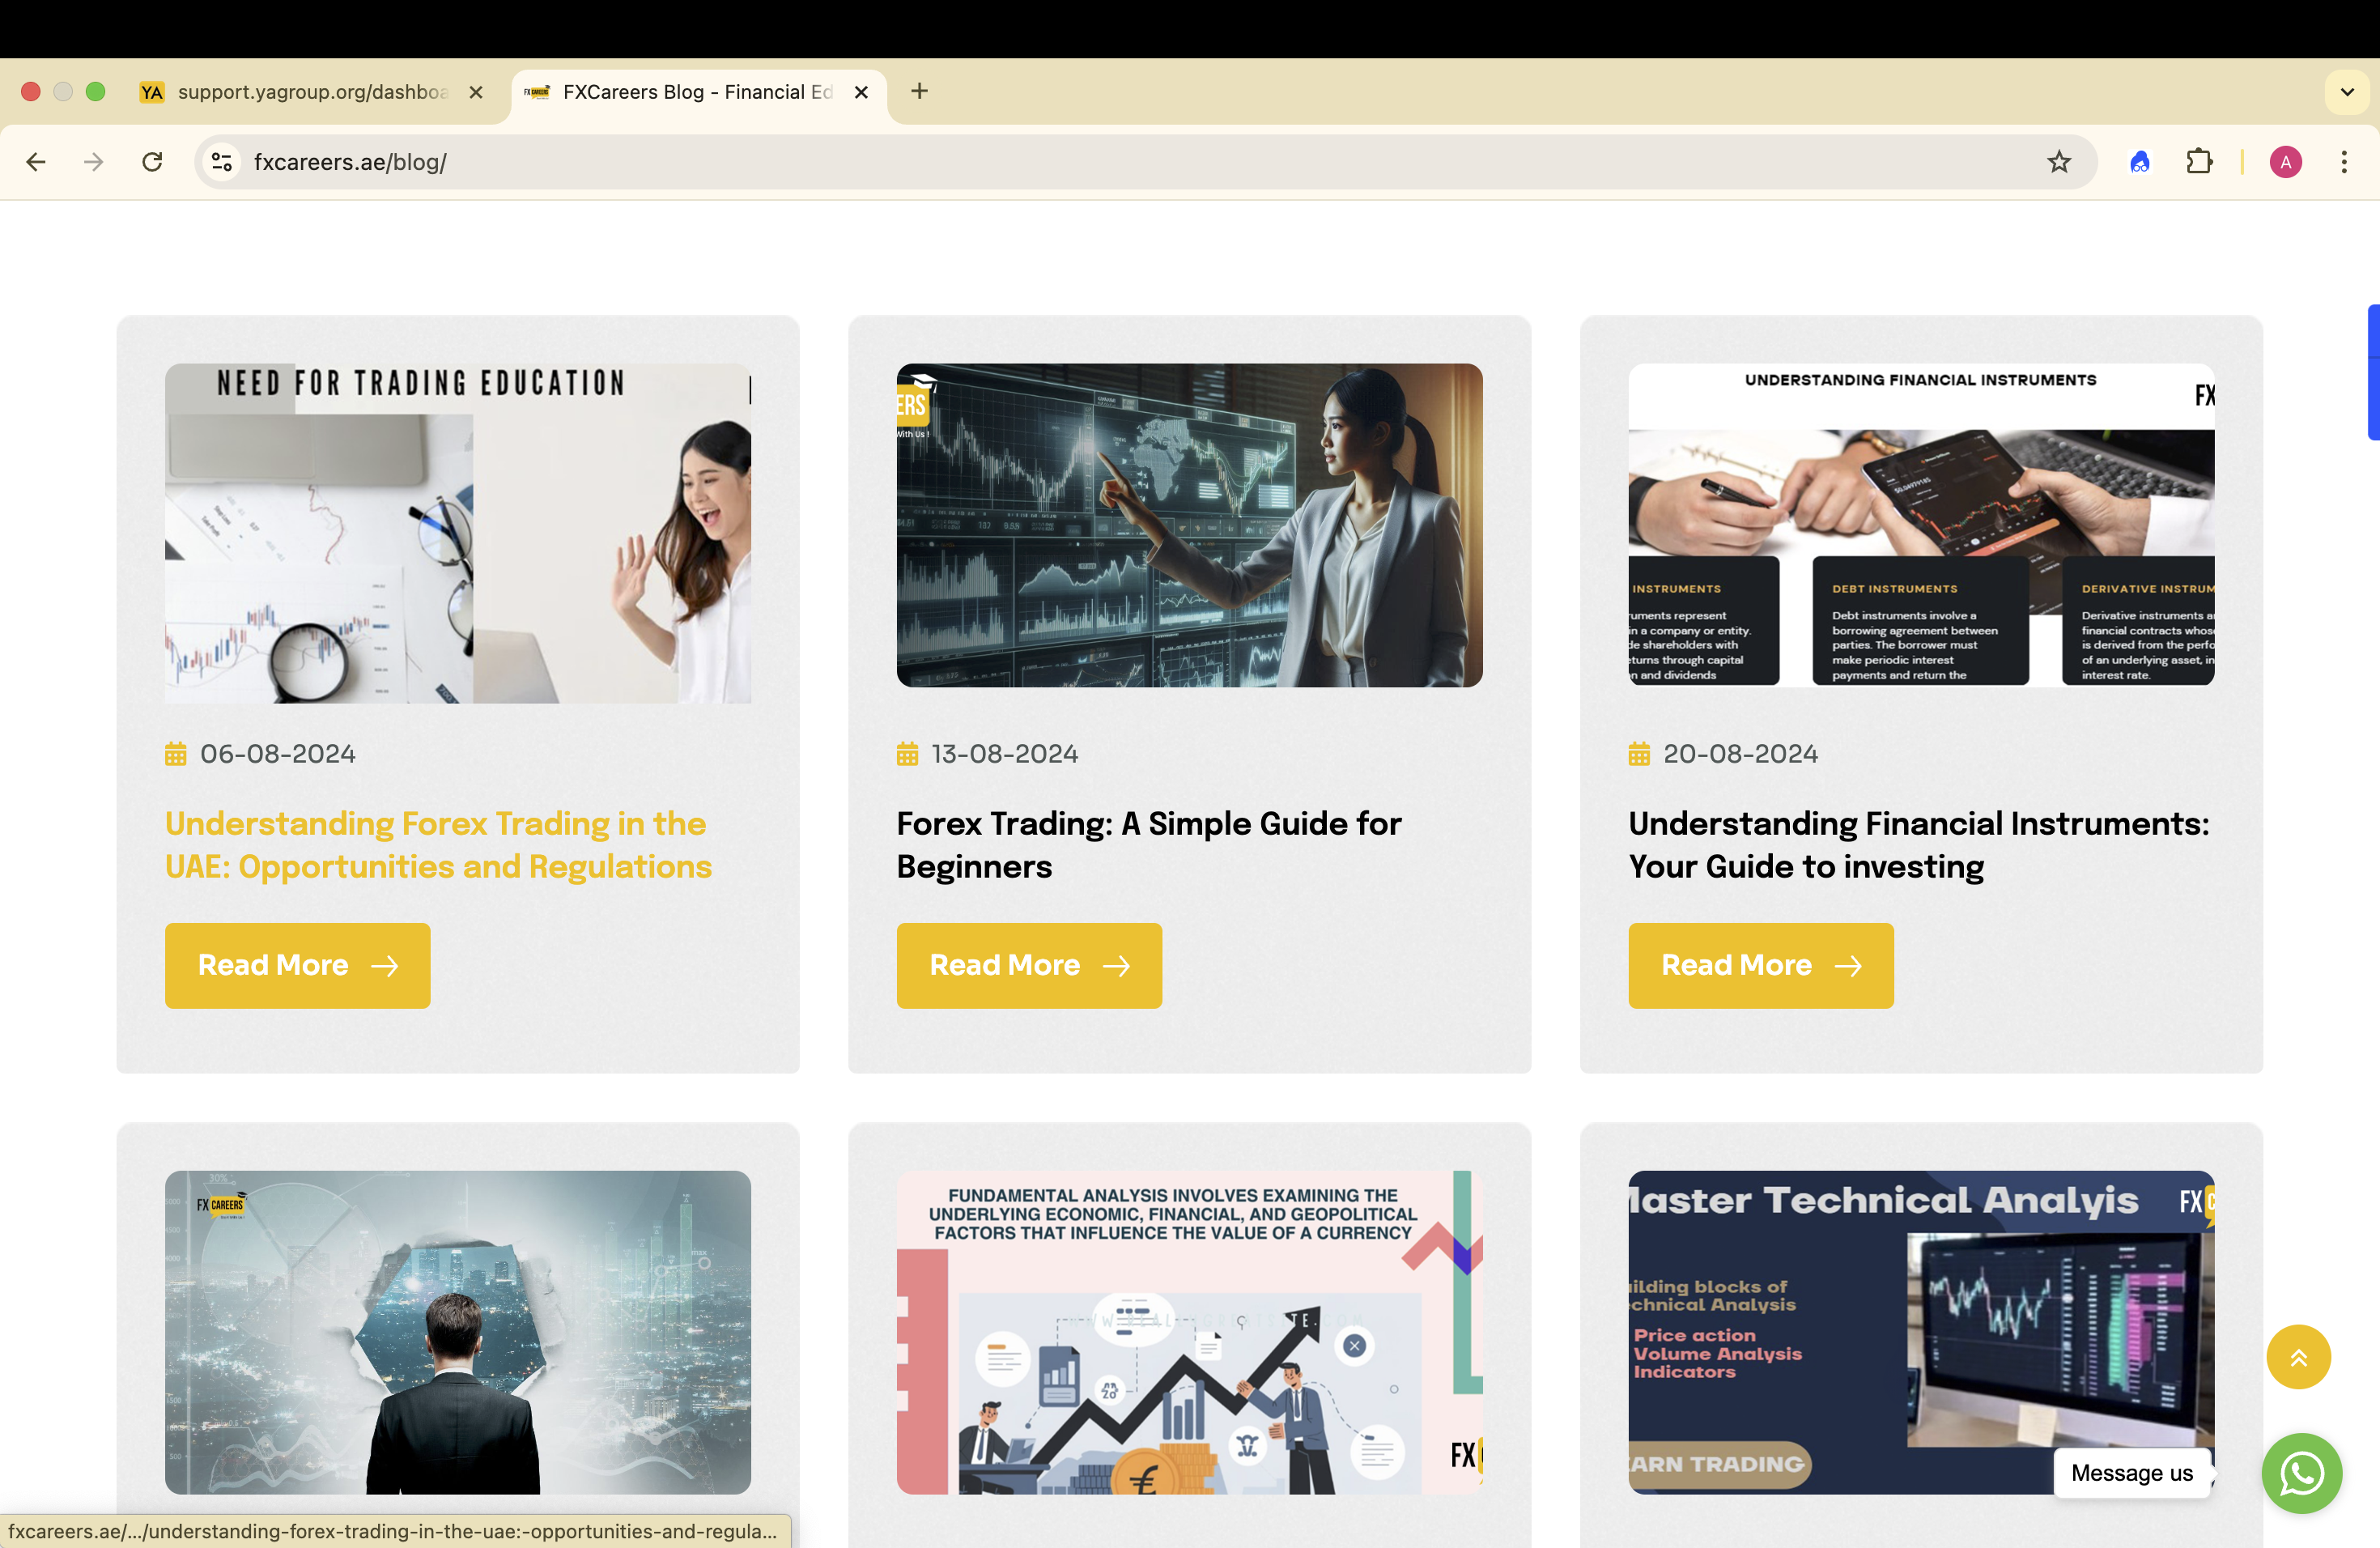 YA support.yagroup.org/dashboa
FX CAREERS FXCareers Blog - Financial Ed
fxcareers.ae/blog/
A
NEED FOR TRADING EDUCATION
ERS
With Us !
UNDERSTANDING FINANCIAL INSTRUMENTS
FX
INSTRUMENTS
ruments represent
in a company or entity.
de shareholders with
eturns through capital
n and dividends
DEBT INSTRUMENTS
Debt instruments involve a
borrowing agreement between
parties. The borrower must
make periodic interest
payments and return the
DERIVATIVE INSTRUM
Derivative instruments a
financial contracts whos
is derived from the perfo
of an underlying asset, in
interest rate.
06-08-2024
13-08-2024
20-08-2024
Understanding Forex Trading in the
UAE: Opportunities and Regulations
Forex Trading: A Simple Guide for
Beginners
Understanding Financial Instruments:
Your Guide to investing
Read More
Read More
Read More
FX CAREERS
FUNDAMENTAL ANALYSIS INVOLVES EXAMINING THE
UNDERLYING ECONOMIC, FINANCIAL, AND GEOPOLITICAL
FACTORS THAT INFLUENCE THE VALUE OF A CURRENCY
FX
laster Technical Analyis
FX C
ilding blocks of
chnical Analysis
Price action
Volume Analysis
Indicators
ARN TRADING
Message us
fxcareers.ae/.../understanding-forex-trading-in-the-uae:-opportunities-and-regula...